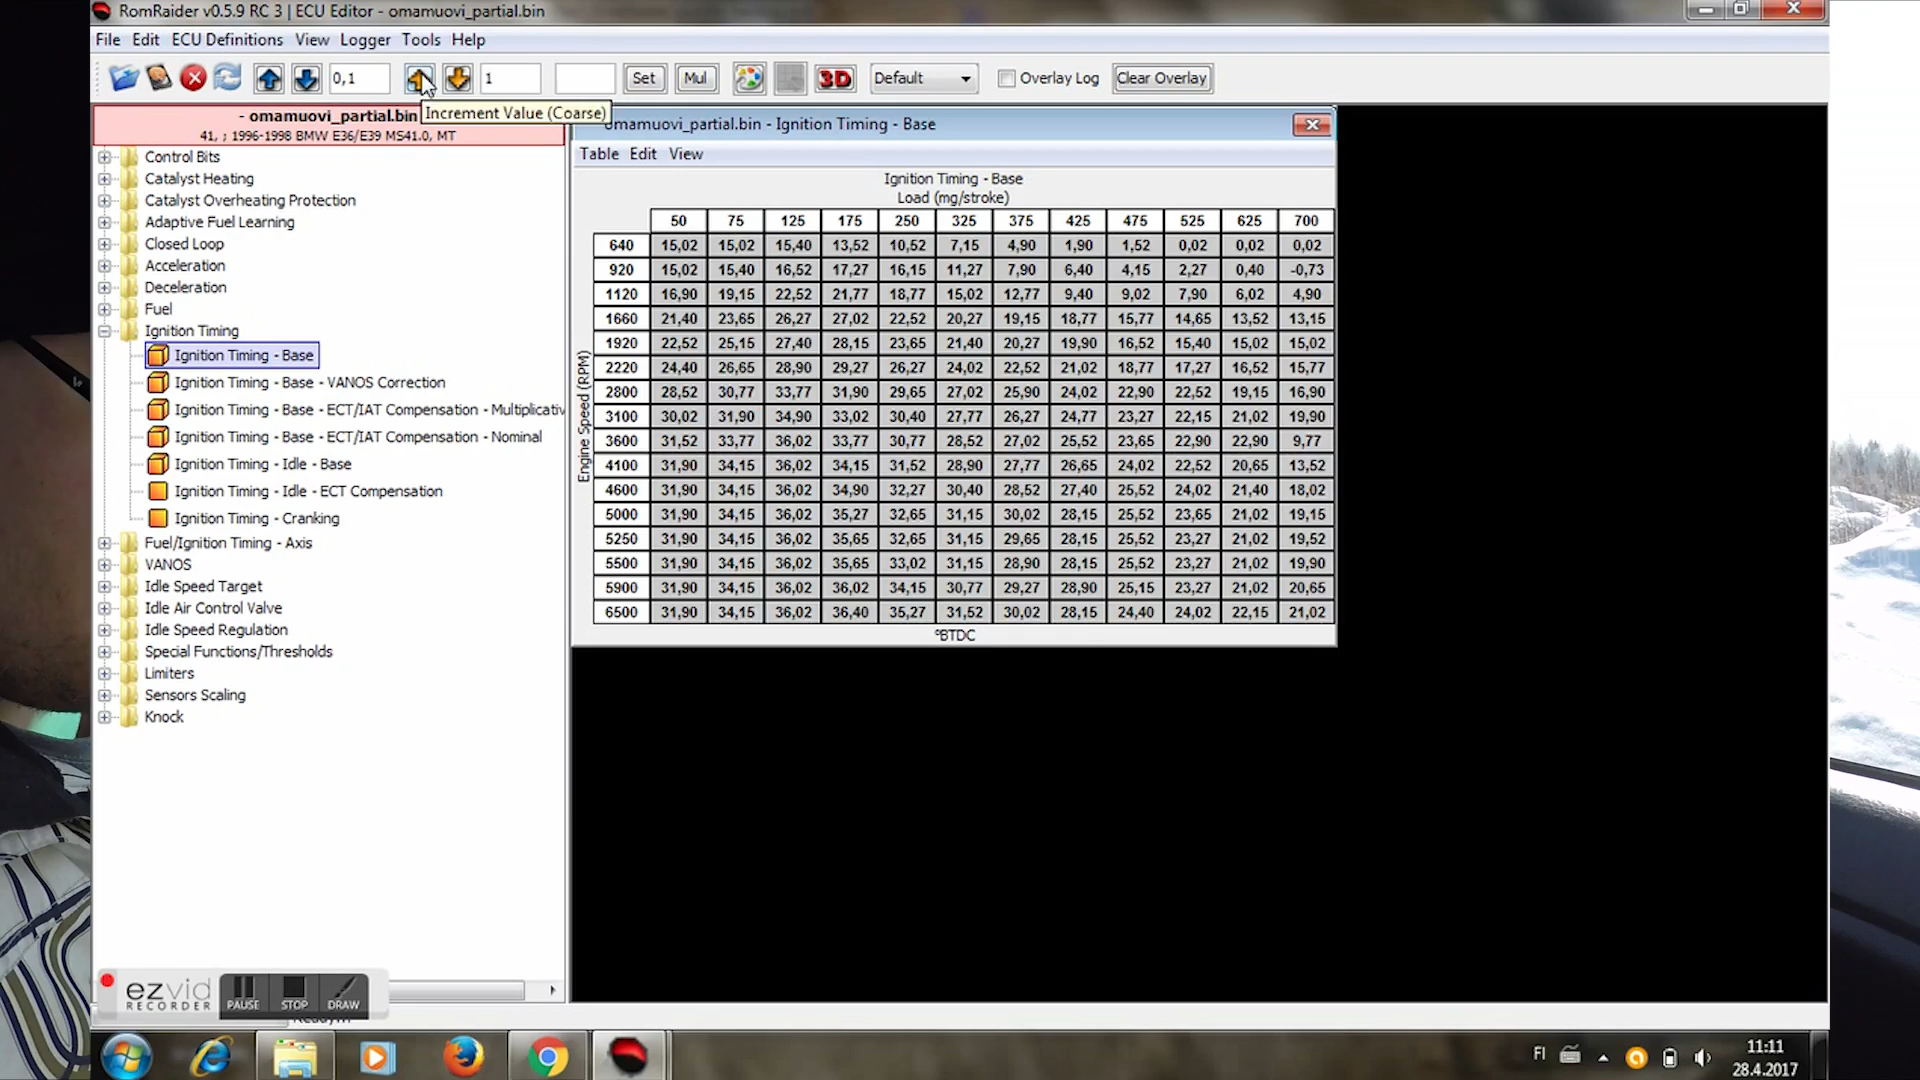 RomRaider v0.5.9 RC 3 | ECU Editor - omamuovi_partial.bin
File Edit ECU Definitions View Logger Tools Help
0,1 1 Set Mul 3D Default Overlay Log Clear Overlay
Increment Value (Coarse)
- omamuovi_partial.bin
41, ; 1996-1998 BMW E36/E39 MS41.0, MT
Control Bits
Catalyst Heating
Catalyst Overheating Protection
Adaptive Fuel Learning
Closed Loop
Acceleration
Deceleration
Fuel
Ignition Timing
Ignition Timing - Base
Ignition Timing - Base - VANOS Correction
Ignition Timing - Base - ECT/IAT Compensation - Multiplicativ
Ignition Timing - Base - ECT/IAT Compensation - Nominal
Ignition Timing - Idle - Base
Ignition Timing - Idle - ECT Compensation
Ignition Timing - Cranking
Fuel/Ignition Timing - Axis
VANOS
Idle Speed Target
Idle Air Control Valve
Idle Speed Regulation
Special Functions/Thresholds
Limiters
Sensors Scaling
Knock
omamuovi_partial.bin - Ignition Timing - Base
Table Edit View
Ignition Timing - Base
Load (mg/stroke)
50 75 125 175 250 325 375 425 475 525 625 700
Engine Speed (RPM)
640 15,02 15,02 15,40 13,52 10,52 7,15 4,90 1,90 1,52 0,02 0,02 0,02
920 15,02 15,40 16,52 17,27 16,15 11,27 7,90 6,40 4,15 2,27 0,40 -0,73
1120 16,90 19,15 22,52 21,77 18,77 15,02 12,77 9,40 9,02 7,90 6,02 4,90
1660 21,40 23,65 26,27 27,02 22,52 20,27 19,15 18,77 15,77 14,65 13,52 13,15
1920 22,52 25,15 27,40 28,15 23,65 21,40 20,27 19,90 16,52 15,40 15,02 15,02
2220 24,40 26,65 28,90 29,27 26,27 24,02 22,52 21,02 18,77 17,27 16,52 15,77
2800 28,52 30,77 33,77 31,90 29,65 27,02 25,90 24,02 22,90 22,52 19,15 16,90
3100 30,02 31,90 34,90 33,02 30,40 27,77 26,27 24,77 23,27 22,15 21,02 19,90
3600 31,52 33,77 36,02 33,77 30,77 28,52 27,02 25,52 23,65 22,90 22,90 9,77
4100 31,90 34,15 36,02 34,15 31,52 28,90 27,77 26,65 24,02 22,52 20,65 13,52
4600 31,90 34,15 36,02 34,90 32,27 30,40 28,52 27,40 25,52 24,02 21,40 18,02
5000 31,90 34,15 36,02 35,27 32,65 31,15 30,02 28,15 25,52 23,65 21,02 19,15
5250 31,90 34,15 36,02 35,65 32,65 31,15 29,65 28,15 25,52 23,27 21,02 19,52
5500 31,90 34,15 36,02 35,65 33,02 31,15 28,90 28,15 25,52 23,27 21,02 19,90
5900 31,90 34,15 36,02 36,02 34,15 30,77 29,27 28,90 25,15 23,27 21,02 20,65
6500 31,90 34,15 36,02 36,40 35,27 31,52 30,02 28,15 24,40 24,02 22,15 21,02
°BTDC
ezvid
RECORDER
PAUSE STOP DRAW
FI
11:11
28.4.2017